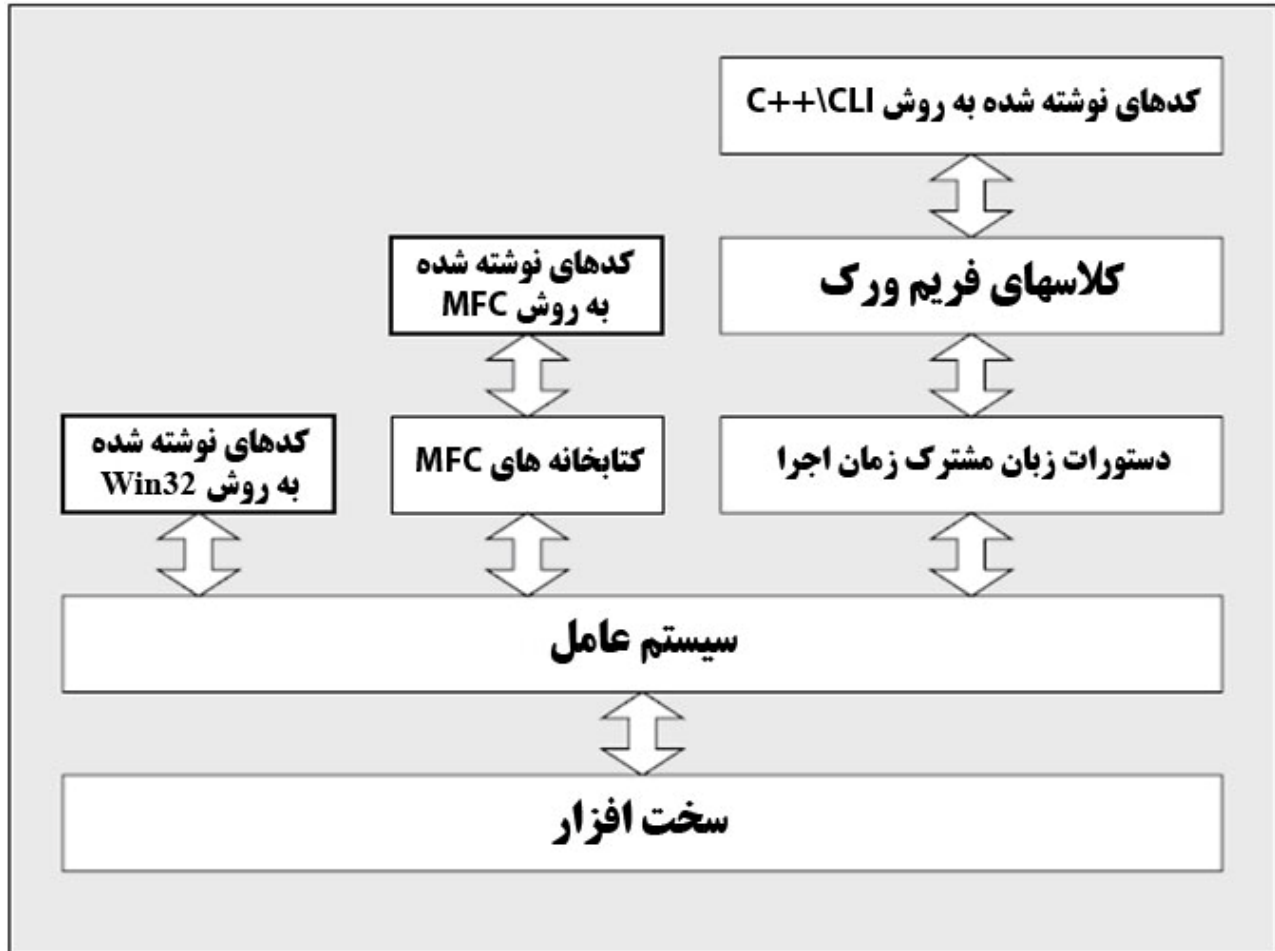 کدهای نوشته شده به روش C++\CLI
کلاسهای فریم ورک
کدهای نوشته شده
به روش MFC
دستورات زبان مشترک زمان اجرا
کتابخانه های MFC
کدهای نوشته شده
به روش Win32
سیستم عامل
سخت افزار